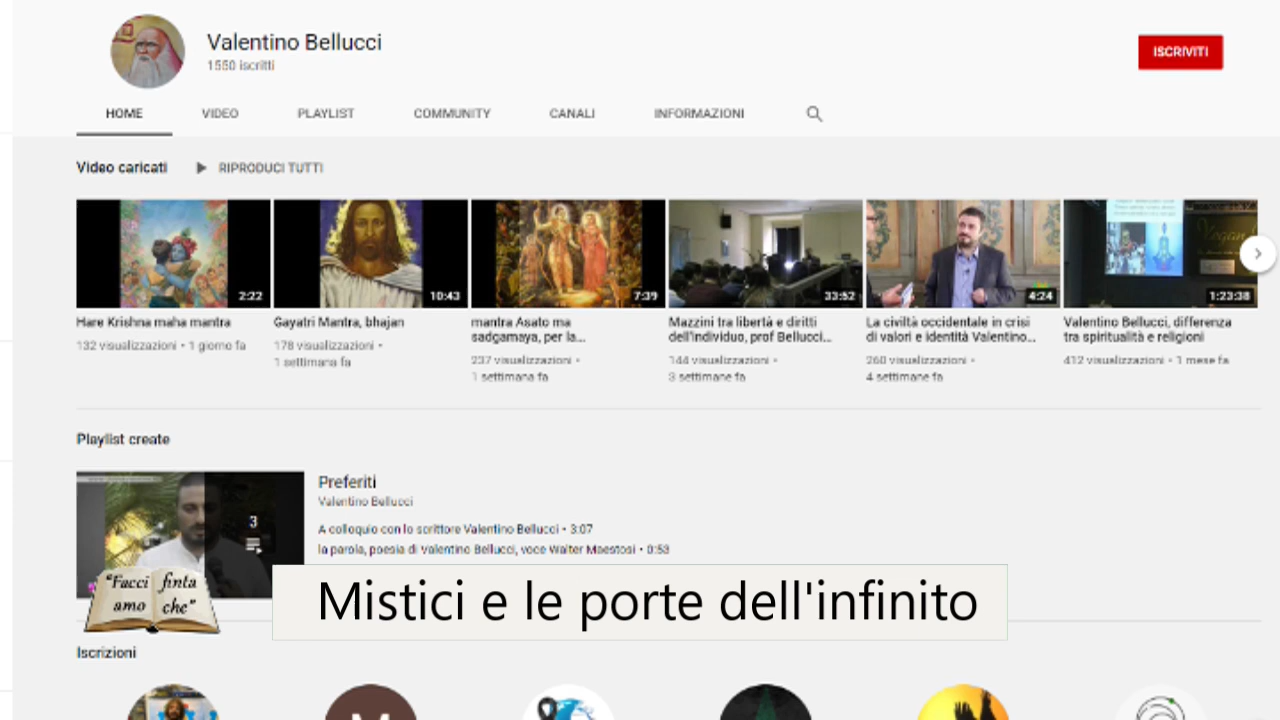 Valentino Bellucci
1550 iscritti
ISCRIVITI
HOME VIDEO PLAYLIST COMMUNITY CANALI INFORMAZIONI
Video caricati RIPRODUCI TUTTI
2:22
10:43
7:39
33:52
4:24
1:23:38
Hare Krishna maha mantra
132 visualizzazioni • 1 giorno fa
Gayatri Mantra, bhajan
178 visualizzazioni •
1 settimana fa
mantra Asato ma
sadgamaya, per la...
237 visualizzazioni •
1 settimana fa
Mazzini tra libertà e diritti
dell'individuo, prof Bellucci...
144 visualizzazioni •
3 settimane fa
La civiltà occidentale in crisi
di valori e identità Valentino...
260 visualizzazioni •
4 settimane fa
Valentino Bellucci, differenza
tra spiritualità e religioni
412 visualizzazioni • 1 mese fa
Playlist create
3
Preferiti
Valentino Bellucci
A colloquio con lo scrittore Valentino Bellucci • 3:07
la parola, poesia di Valentino Bellucci, voce Walter Maestosi • 0:53
"Facci finta
amo che"
Mistici e le porte dell'infinito
Iscrizioni
M